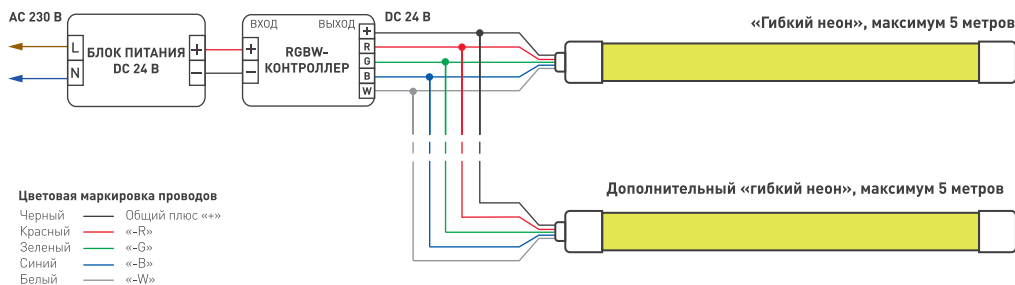 AC 230 В
L
N
БЛОК ПИТАНИЯ
DC 24 В
+
−
ВХОД
ВЫХОД
+
−
RGBW-
КОНТРОЛЛЕР
+
R
G
B
W
DC 24 В
«Гибкий неон», максимум 5 метров
Дополнительный «гибкий неон», максимум 5 метров
Цветовая маркировка проводов
Черный — Общий плюс «+»
Красный — «–R»
Зеленый — «–G»
Синий — «–B»
Белый — «–W»